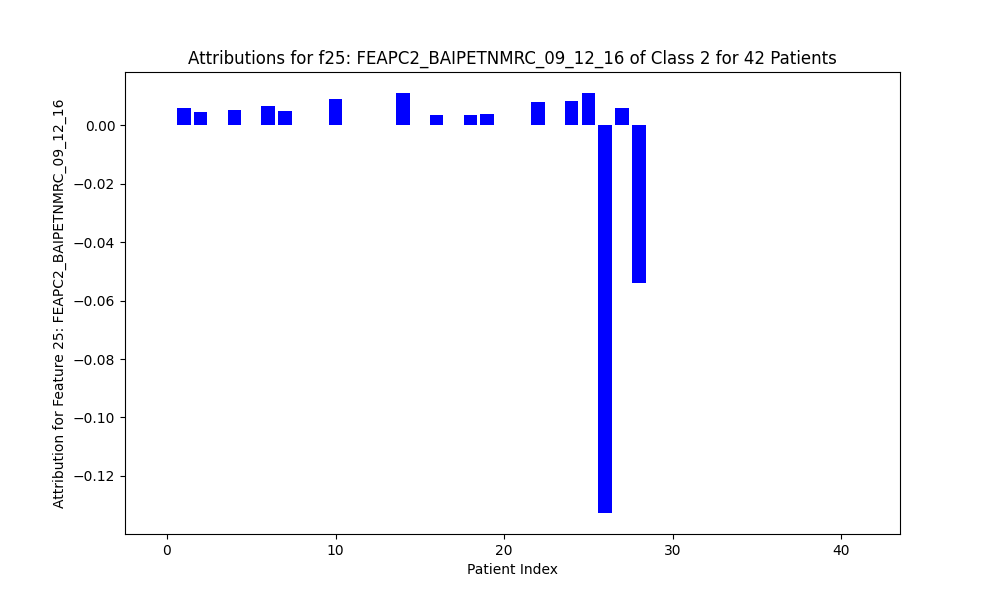 Attributions for f25: FEAPC2_BAIPETNMRC_09_12_16 of Class 2 for 42 Patients
Attribution for Feature 25: FEAPC2_BAIPETNMRC_09_12_16
0.00
−0.02
−0.04
−0.06
−0.08
−0.10
−0.12
0 10 20 30 40
Patient Index